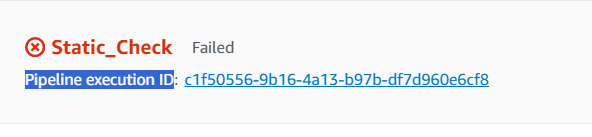 Static_Check Failed
Pipeline execution ID: c1f50556-9b16-4a13-b97b-df7d960e6cf8